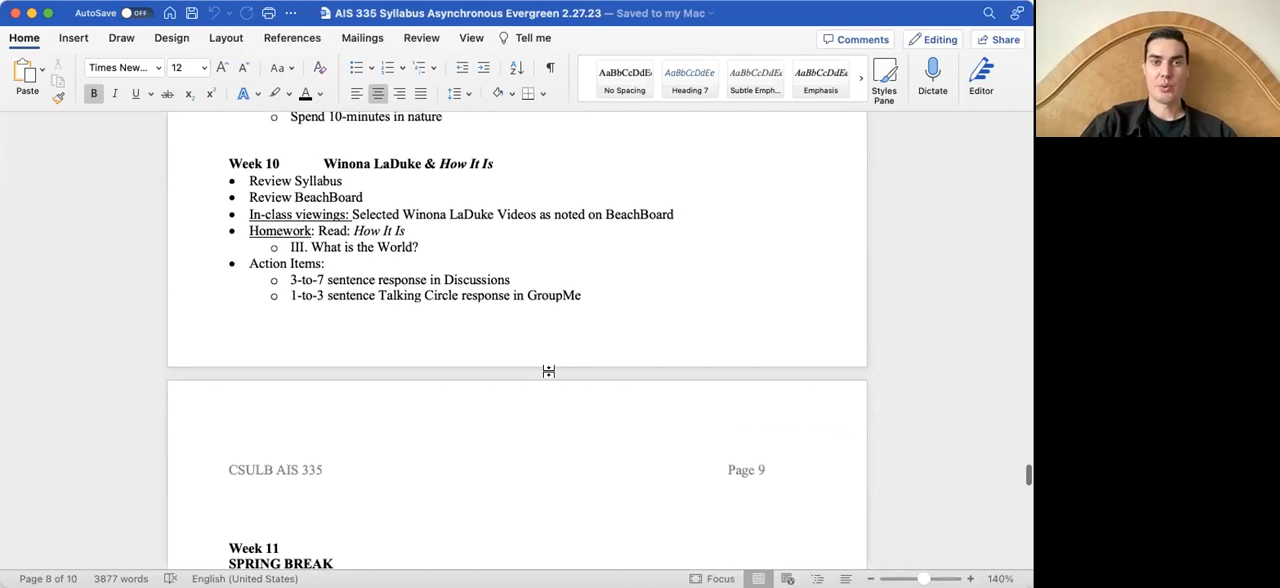 AutoSave OFF
AIS 335 Syllabus Asynchronous Evergreen 2.27.23 — Saved to my Mac
Home Insert Draw Design Layout References Mailings Review View Tell me Comments Editing Share
Paste Times New... 12 Aa AaBbCcDdE AaBbCcDdEe AaBbCcDdEe AaBbCcDdEe
No Spacing Heading 7 Subtle Emph... Emphasis Styles Pane Dictate Editor
Spend 10-minutes in nature
Week 10 Winona LaDuke & How It Is
Review Syllabus
Review BeachBoard
In-class viewings: Selected Winona LaDuke Videos as noted on BeachBoard
Homework: Read: How It Is
III. What is the World?
Action Items:
3-to-7 sentence response in Discussions
1-to-3 sentence Talking Circle response in GroupMe
CSULB AIS 335 Page 9
Week 11
SPRING BREAK
Page 8 of 10 3877 words English (United States) Focus 140%